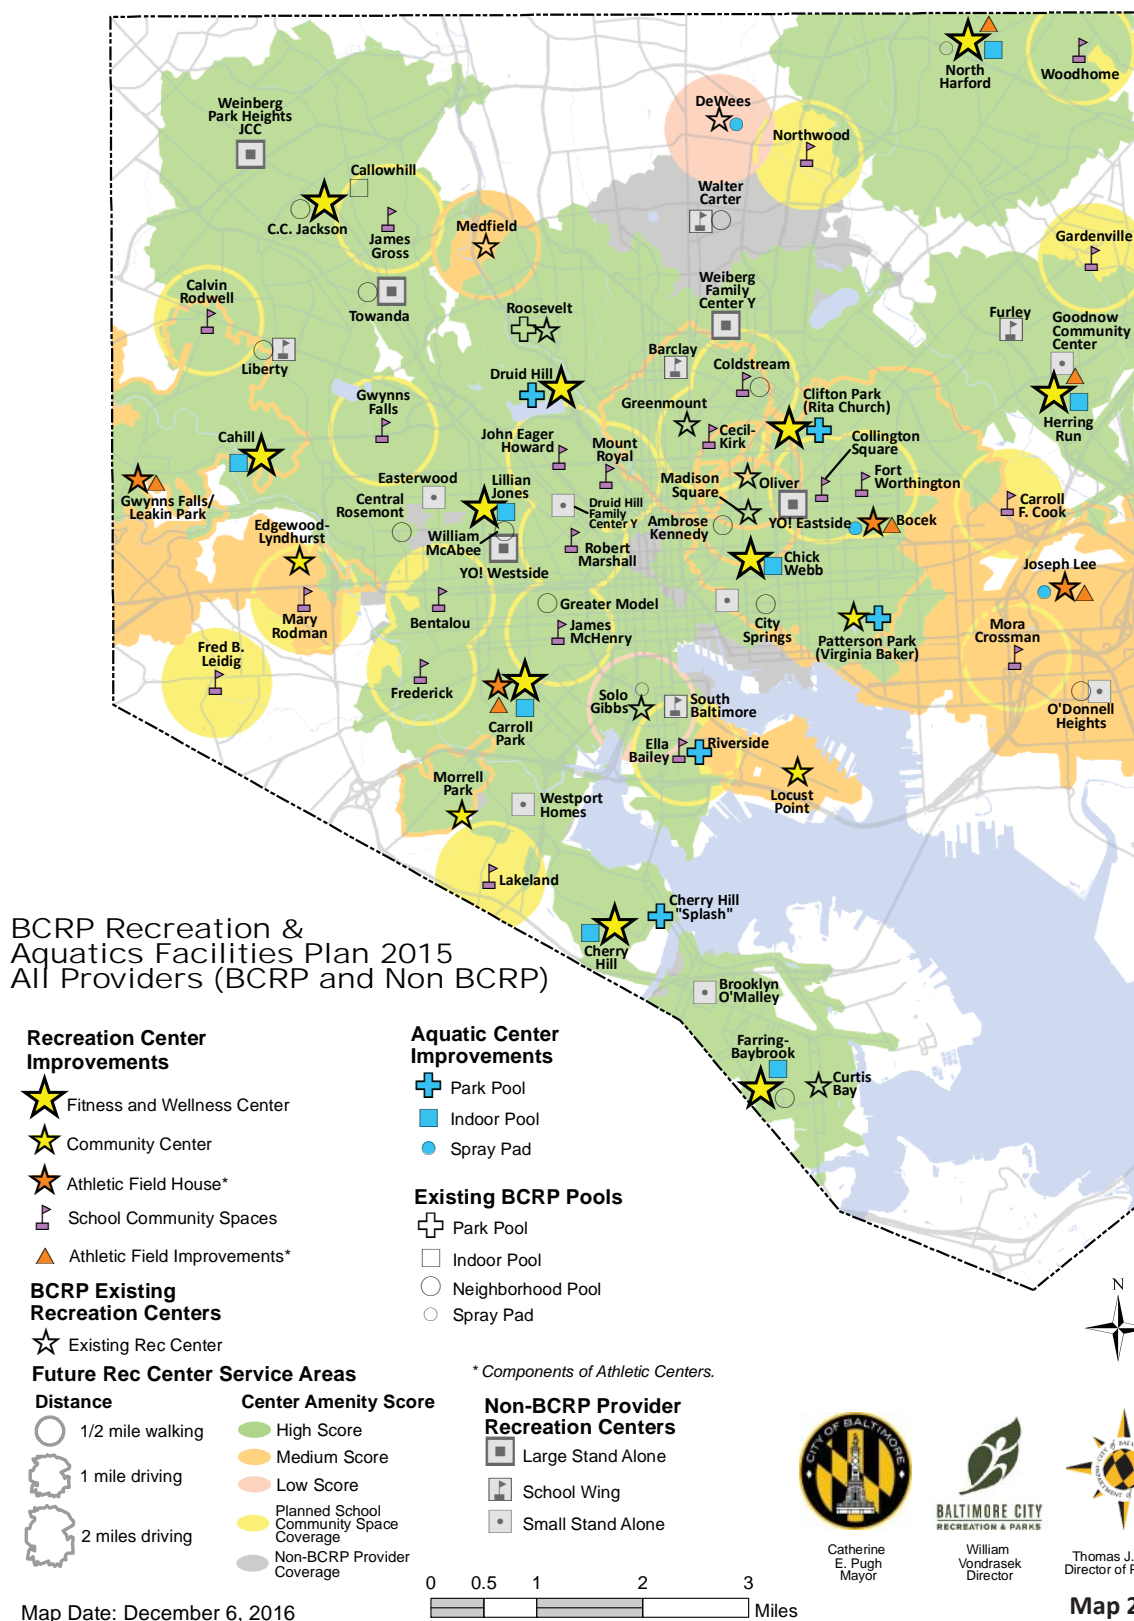 North
Harford
Woodhome
Weinberg
Park Heights
JCC
DeWees
Northwood
Callowhill
Walter
Carter
C.C. Jackson
James
Gross
Medfield
Gardenville
Calvin
Rodwell
Weiberg
Family
Center Y
Towanda
Roosevelt
Furley
Goodnow
Community
Center
Liberty
Barclay
Coldstream
Druid Hill
Gwynns
Falls
Greenmount
Clifton Park
(Rita Church)
Herring
Run
Cahill
John Eager
Howard
Mount
Royal
Cecil-
Kirk
Collington
Square
Easterwood
Lillian
Jones
Madison
Square
Oliver
Fort
Worthington
Gwynns Falls/
Leakin Park
Central
Rosemont
Druid Hill
Family
Center Y
Carroll
F. Cook
Edgewood-
Lyndhurst
William
McAbee
Ambrose
Kennedy
YO! Eastside
Bocek
Robert
Marshall
YO! Westside
Chick
Webb
Joseph Lee
Mary
Rodman
Bentalou
Greater Model
City
Springs
James
McHenry
Patterson Park
(Virginia Baker)
Mora
Crossman
Fred B.
Leidig
Frederick
Solo
Gibbs
South
Baltimore
O'Donnell
Heights
Carroll
Park
Ella
Bailey
Riverside
Morrell
Park
Locust
Point
Westport
Homes
Lakeland
Cherry Hill
"Splash"
Cherry
Hill
Brooklyn
O'Malley
Farring-
Baybrook
Curtis
Bay
BCRP Recreation &
Aquatics Facilities Plan 2015
All Providers (BCRP and Non BCRP)
Recreation Center
Improvements
Fitness and Wellness Center
Community Center
Athletic Field House*
School Community Spaces
Athletic Field Improvements*
BCRP Existing
Recreation Centers
Existing Rec Center
Aquatic Center
Improvements
Park Pool
Indoor Pool
Spray Pad
Existing BCRP Pools
Park Pool
Indoor Pool
Neighborhood Pool
Spray Pad
* Components of Athletic Centers.
Future Rec Center Service Areas
Distance
1/2 mile walking
1 mile driving
2 miles driving
Center Amenity Score
High Score
Medium Score
Low Score
Planned School
Community Space
Coverage
Non-BCRP Provider
Coverage
Non-BCRP Provider
Recreation Centers
Large Stand Alone
School Wing
Small Stand Alone
N
CITY OF BALTIMORE
BALTIMORE CITY
RECREATION & PARKS
Catherine
E. Pugh
Mayor
William
Vondrasek
Director
Thomas J.
Director of
0 0.5 1 2 3
Miles
Map Date: December 6, 2016
Map 2